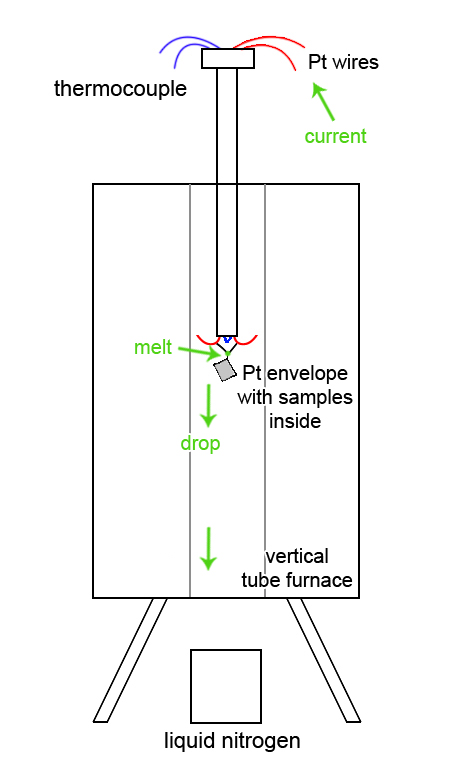 Pt wires
thermocouple
current
melt
Pt envelope
with samples
inside
drop
vertical
tube furnace
liquid nitrogen